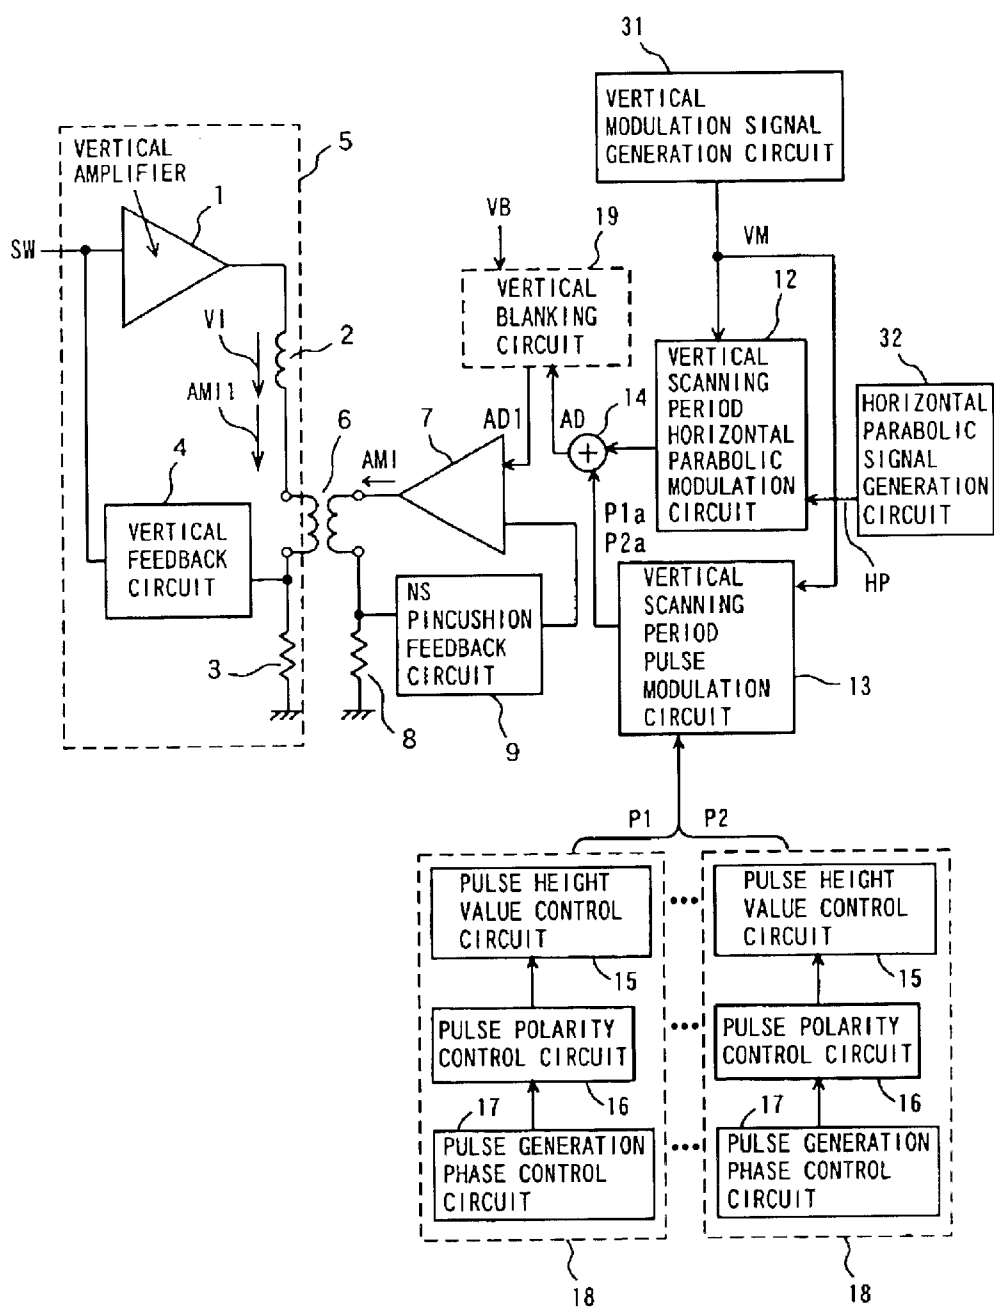 31
VERTICAL
MODULATION SIGNAL
GENERATION CIRCUIT
VERTICAL
AMPLIFIER
5
1
SW
VB
19
VM
VERTICAL
BLANKING
CIRCUIT
12
VI
2
AMI1
VERTICAL
SCANNING
PERIOD
HORIZONTAL
PARABOLIC
MODULATION
CIRCUIT
32
HORIZONTAL
PARABOLIC
SIGNAL
GENERATION
CIRCUIT
14
AD1
AD
6
7
AMI
4
VERTICAL
FEEDBACK
CIRCUIT
P1a
P2a
HP
NS
PINCUSHION
FEEDBACK
CIRCUIT
VERTICAL
SCANNING
PERIOD
PULSE
MODULATION
CIRCUIT
3
8
9
13
P1
P2
PULSE HEIGHT
VALUE CONTROL
CIRCUIT
PULSE HEIGHT
VALUE CONTROL
CIRCUIT
15
15
PULSE POLARITY
CONTROL CIRCUIT
PULSE POLARITY
CONTROL CIRCUIT
16
16
17
17
PULSE GENERATION
PHASE CONTROL
CIRCUIT
PULSE GENERATION
PHASE CONTROL
CIRCUIT
18
18